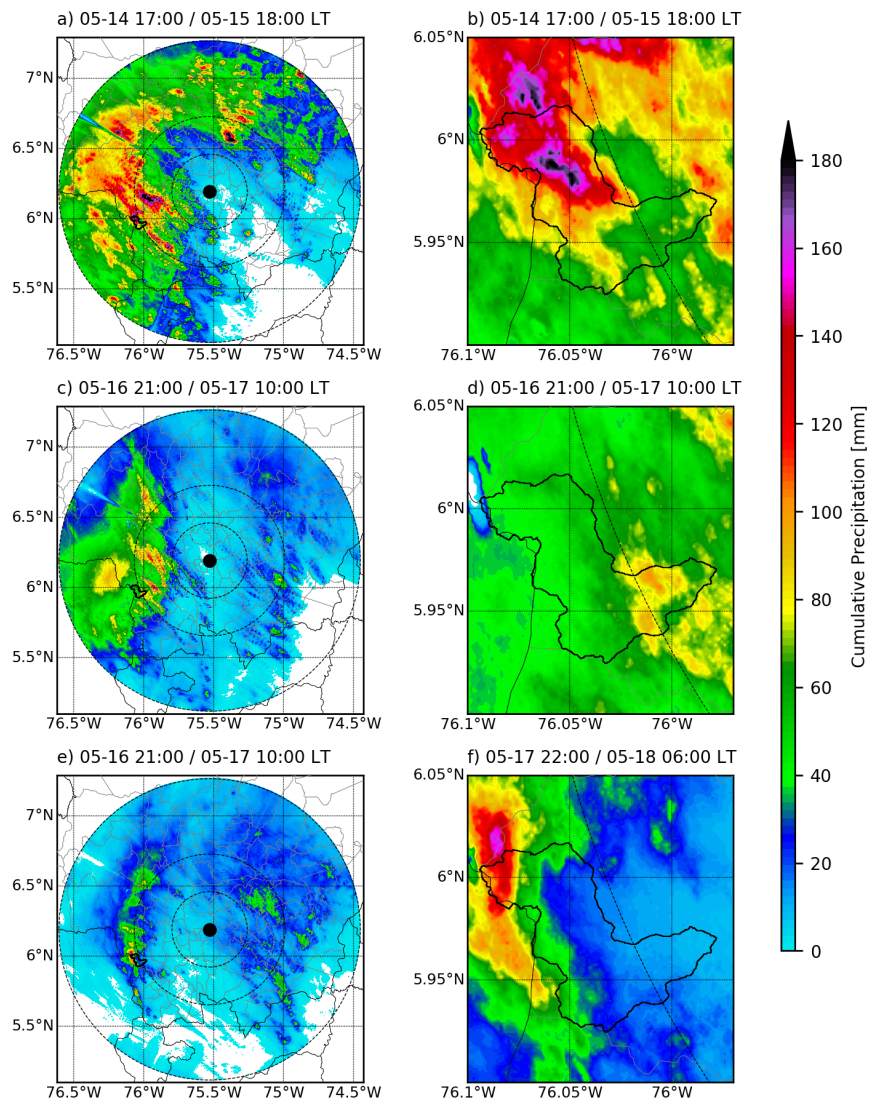 a) 05-14 17:00 / 05-15 18:00 LT
7°N
6.5°N
6°N
5.5°N
76.5°W 76°W 75.5°W 75°W 74.5°W
b) 05-14 17:00 / 05-15 18:00 LT
6.05°N
6°N
5.95°N
76.1°W 76.05°W 76°W
c) 05-16 21:00 / 05-17 10:00 LT
7°N
6.5°N
6°N
5.5°N
76.5°W 76°W 75.5°W 75°W 74.5°W
d) 05-16 21:00 / 05-17 10:00 LT
6.05°N
6°N
5.95°N
76.1°W 76.05°W 76°W
e) 05-16 21:00 / 05-17 10:00 LT
7°N
6.5°N
6°N
5.5°N
76.5°W 76°W 75.5°W 75°W 74.5°W
f) 05-17 22:00 / 05-18 06:00 LT
6.05°N
6°N
5.95°N
76.1°W 76.05°W 76°W
180
160
140
120
100
80
60
40
20
0
Cumulative Precipitation [mm]